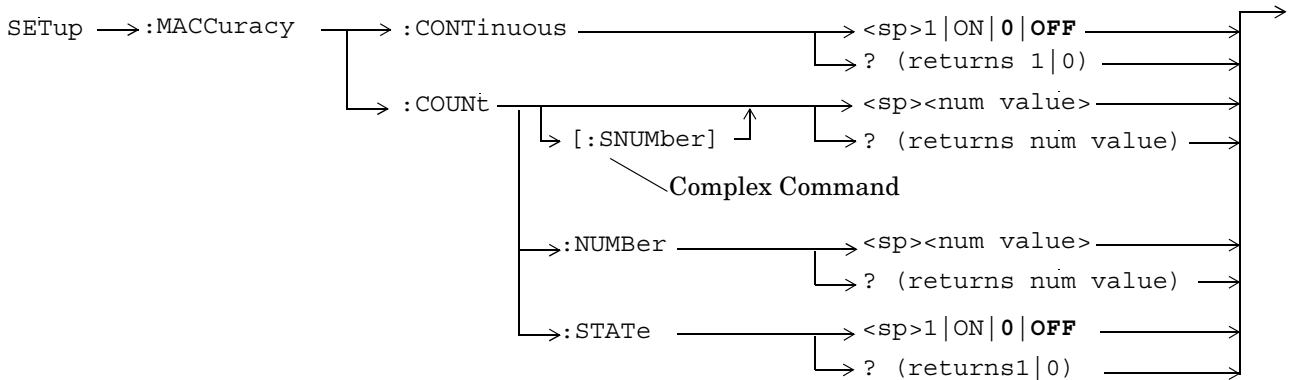 SETup :MACCuracy :CONTinuous <sp>1|ON|0|OFF
? (returns 1|0)
:COUNt <sp><num value>
[:SNUMber] ? (returns num value)
Complex Command
:NUMBer <sp><num value>
? (returns num value)
:STATe <sp>1|ON|0|OFF
? (returns1|0)